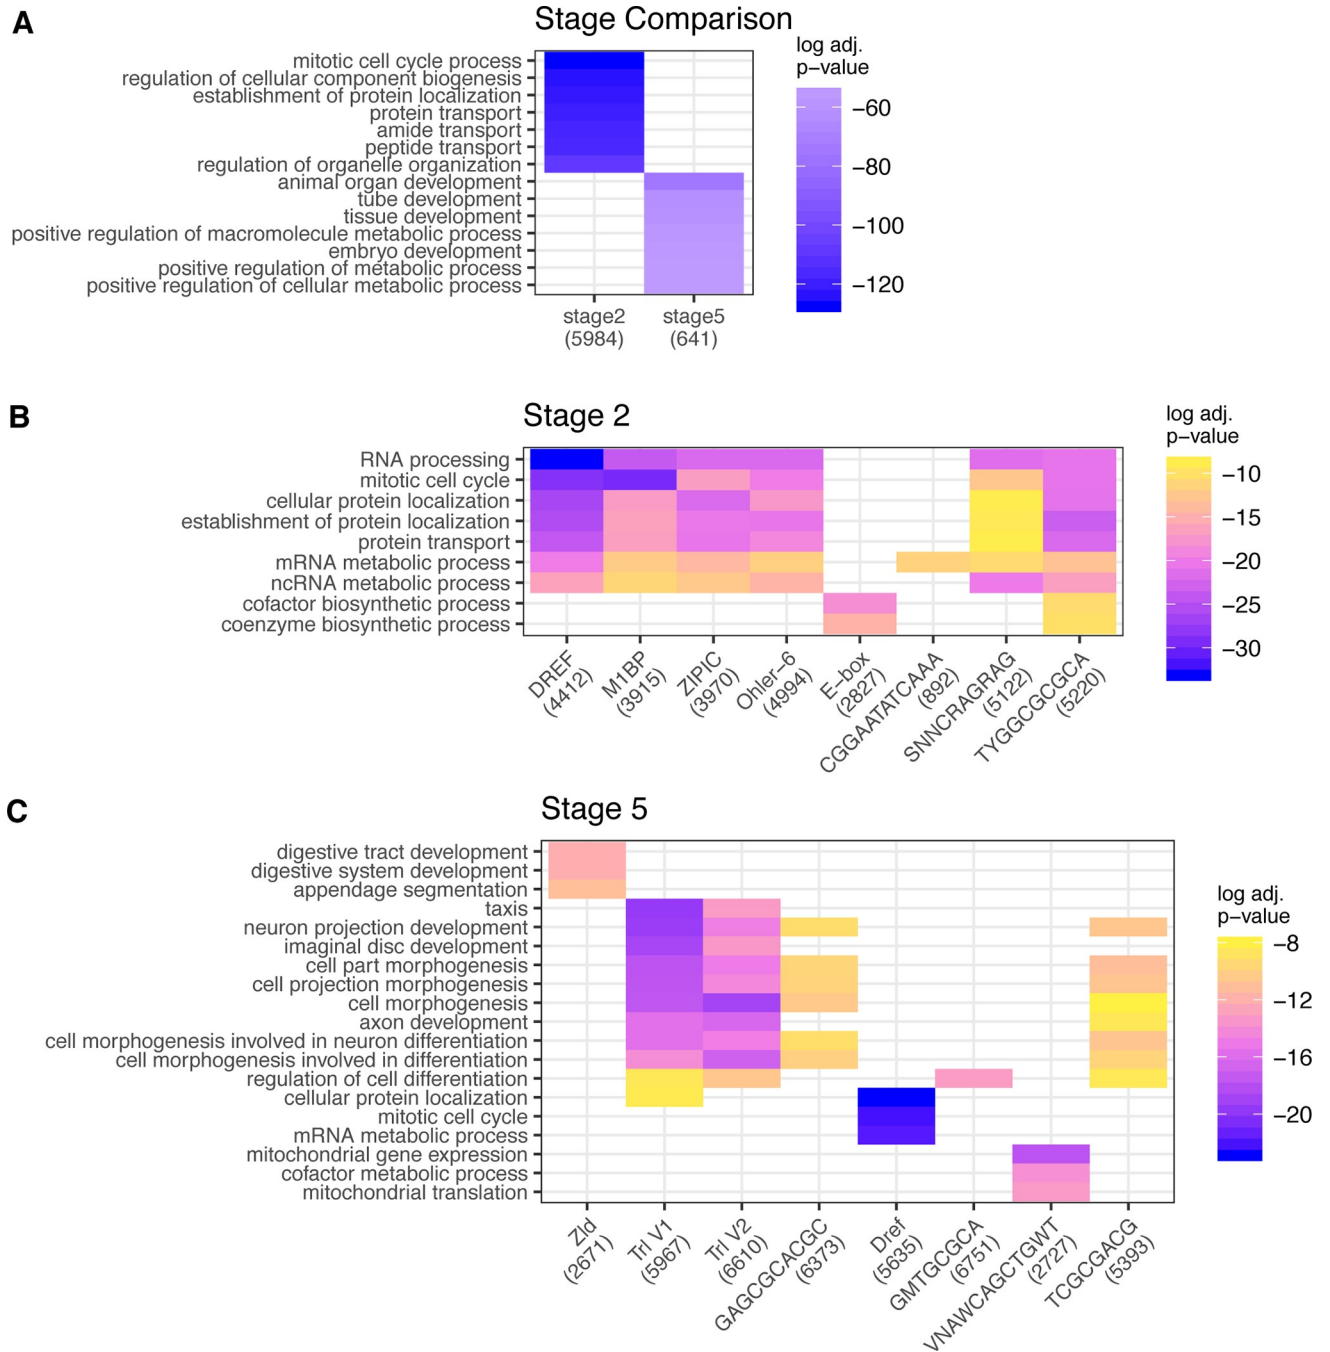 A
Stage Comparison
log adj.
p−value
mitotic cell cycle process
regulation of cellular component biogenesis
establishment of protein localization
protein transport
amide transport
peptide transport
regulation of organelle organization
animal organ development
tube development
tissue development
positive regulation of macromolecule metabolic process
embryo development
positive regulation of metabolic process
positive regulation of cellular metabolic process
−60
−80
−100
−120
stage2
(5984)
stage5
(641)
B
Stage 2
log adj.
p−value
RNA processing
mitotic cell cycle
cellular protein localization
establishment of protein localization
protein transport
mRNA metabolic process
ncRNA metabolic process
cofactor biosynthetic process
coenzyme biosynthetic process
−10
−15
−20
−25
−30
DREF
(4412)
M1BP
(3915)
ZIPIC
(3970)
Ohler−6
(4994)
E−box
(2827)
CGGAATATCAAA
(892)
SNNCRAGRAG
(5122)
TYGGCGCGCA
(5220)
C
Stage 5
log adj.
p−value
digestive tract development
digestive system development
appendage segmentation
taxis
neuron projection development
imaginal disc development
cell part morphogenesis
cell projection morphogenesis
cell morphogenesis
axon development
cell morphogenesis involved in neuron differentiation
cell morphogenesis involved in differentiation
regulation of cell differentiation
cellular protein localization
mitotic cell cycle
mRNA metabolic process
mitochondrial gene expression
cofactor metabolic process
mitochondrial translation
−8
−12
−16
−20
Zld
(2671)
Trl V1
(5967)
Trl V2
(6610)
GAGCGCACGC
(6373)
Dref
(5635)
GMTGCGCA
(6751)
VNAWCAGCTGWT
(2727)
TCGCGACG
(5393)